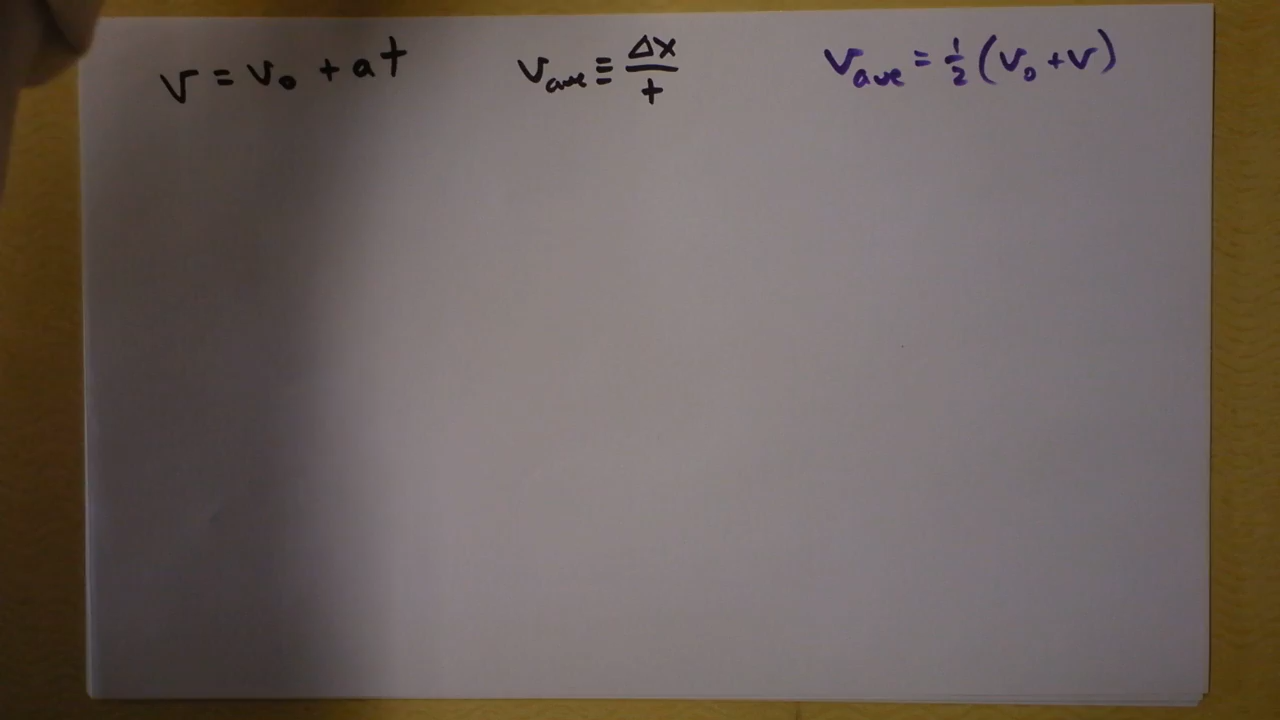 v = v₀ + at   v_ave ≡ Δx/t   v_ave = ½(v₀ + v)